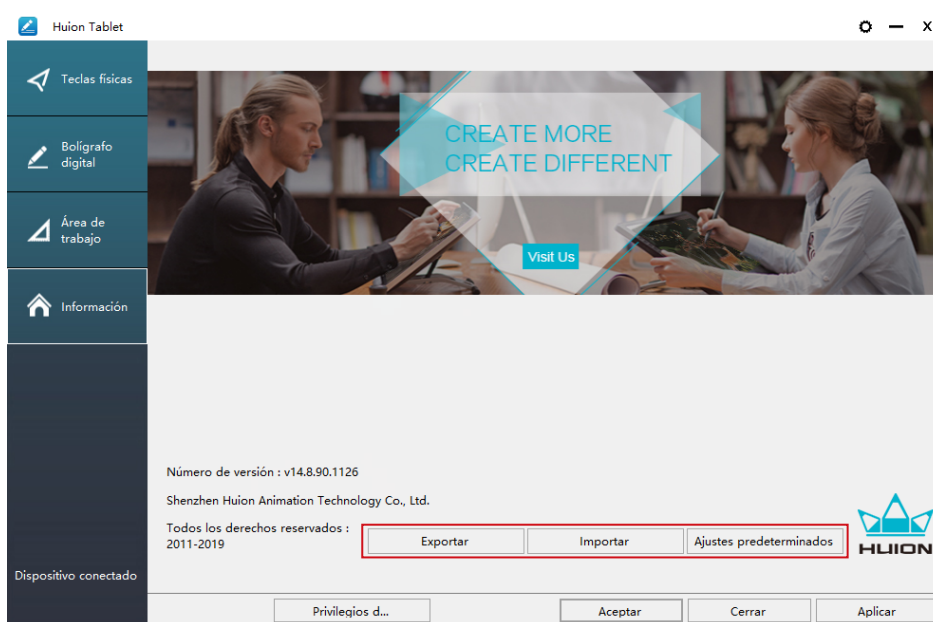 Huion Tablet
X
Teclas físicas
Bolígrafo
digital
Área de
trabajo
Información
CREATE MORE
CREATE DIFFERENT
Visit Us
Número de versión : v14.8.90.1126
Shenzhen Huion Animation Technology Co., Ltd.
Todos los derechos reservados :
2011-2019
Exportar
Importar
Ajustes predeterminados
HUION
Dispositivo conectado
Privilegios d...
Aceptar
Cerrar
Aplicar